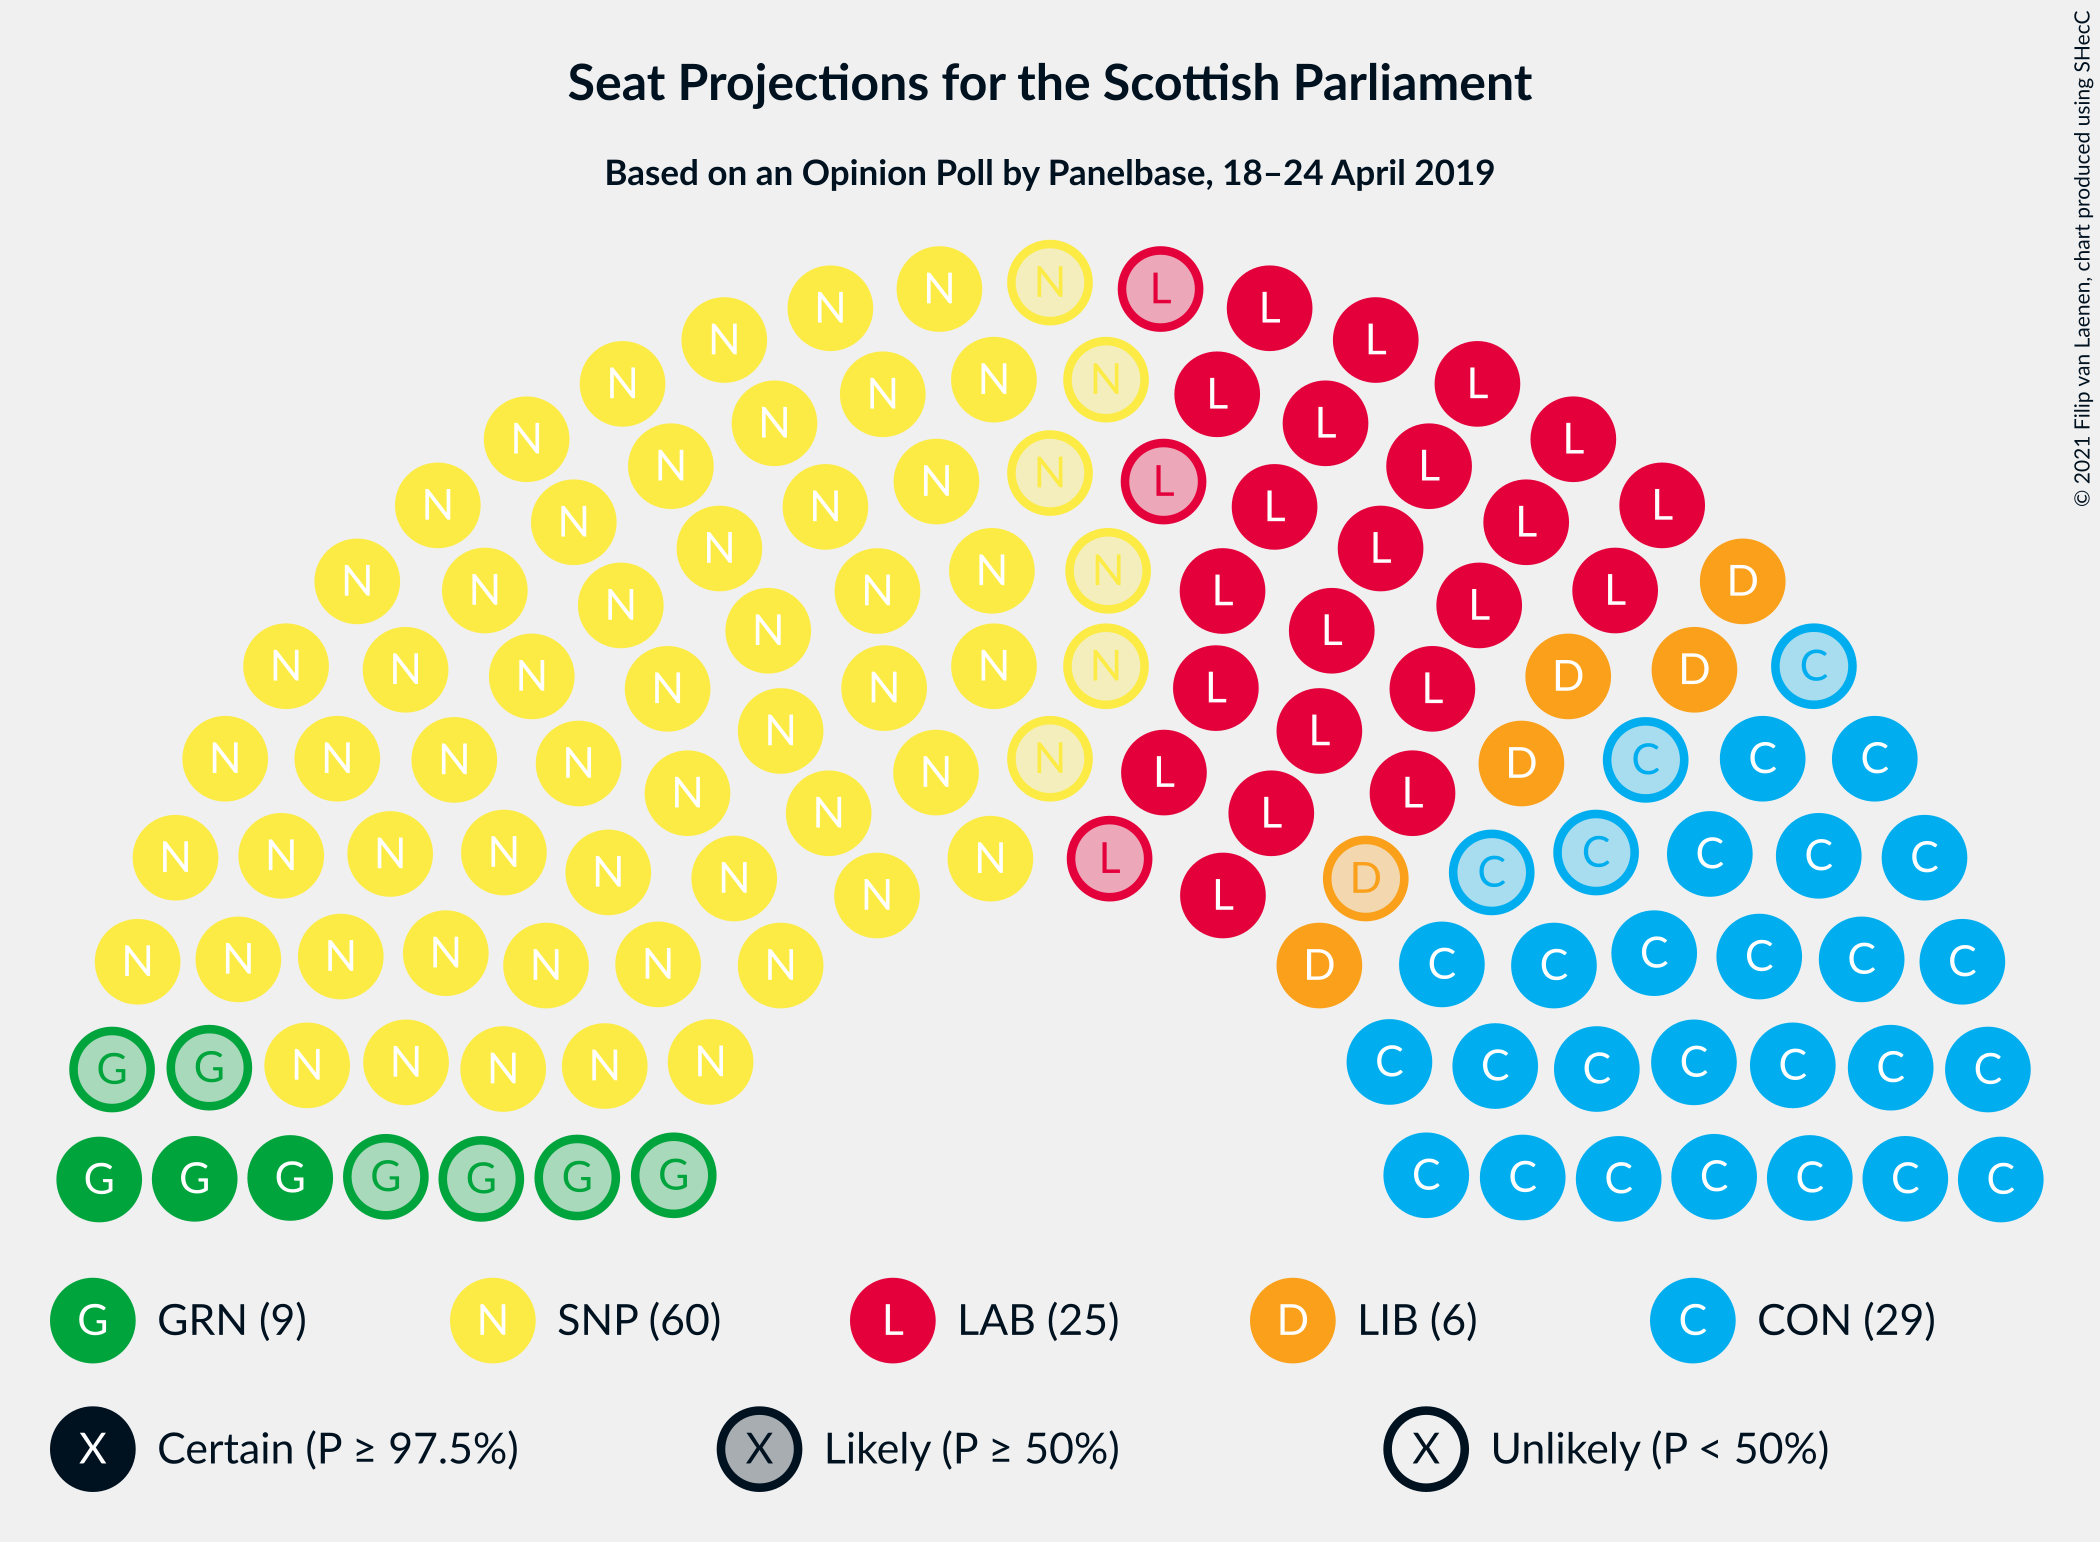 Seat Projections for the Scottish Parliament
Based on an Opinion Poll by Panelbase, 18–24 April 2019
© 2021 Filip van Laenen, chart produced using SHecC
N N N L L L
N N N N L L L
N N N N L L L
N N N N L L L
N N N N L L L
N N N N L L D
N N N N L L D D C
N N N N N N L L L D C C C
N N N N N N N N L L L D C C C C C
N N N N N N N N N L L D C C C C C C C
N N N N N N N D C C C C C C
G G N N N N N C C C C C C C
G G G G G G G C C C C C C C
G GRN (9) N SNP (60) L LAB (25) D LIB (6) C CON (29)
X Certain (P ≥ 97.5%) X Likely (P ≥ 50%) X Unlikely (P < 50%)